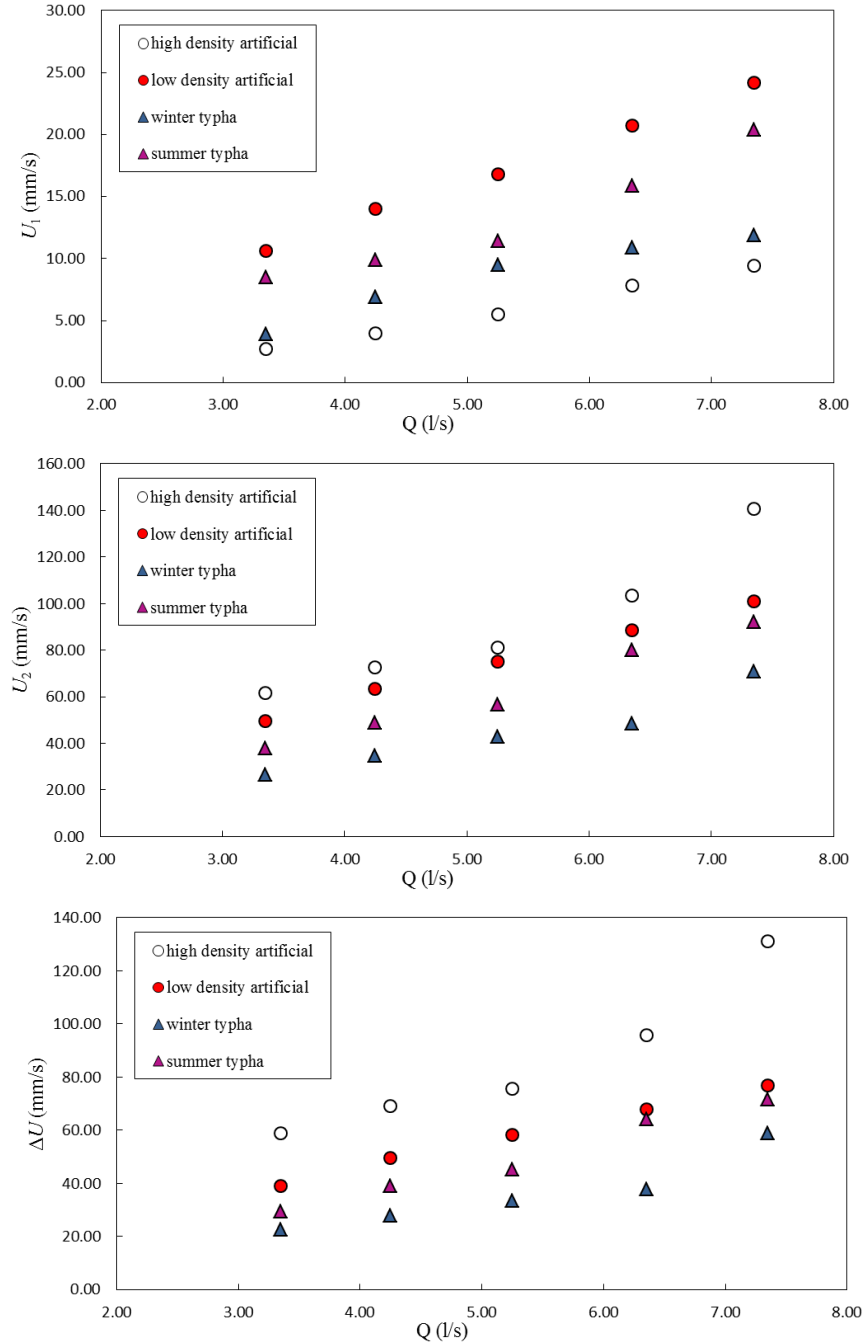 30.00
25.00
20.00
15.00
10.00
5.00
0.00
U1 (mm/s)
high density artificial
low density artificial
winter typha
summer typha
2.00 3.00 4.00 5.00 6.00 7.00 8.00
Q (l/s)
160.00
140.00
120.00
100.00
80.00
60.00
40.00
20.00
0.00
U2 (mm/s)
high density artificial
low density artificial
winter typha
summer typha
2.00 3.00 4.00 5.00 6.00 7.00 8.00
Q (l/s)
140.00
120.00
100.00
80.00
60.00
40.00
20.00
0.00
ΔU (mm/s)
high density artificial
low density artificial
winter typha
summer typha
2.00 3.00 4.00 5.00 6.00 7.00 8.00
Q (l/s)